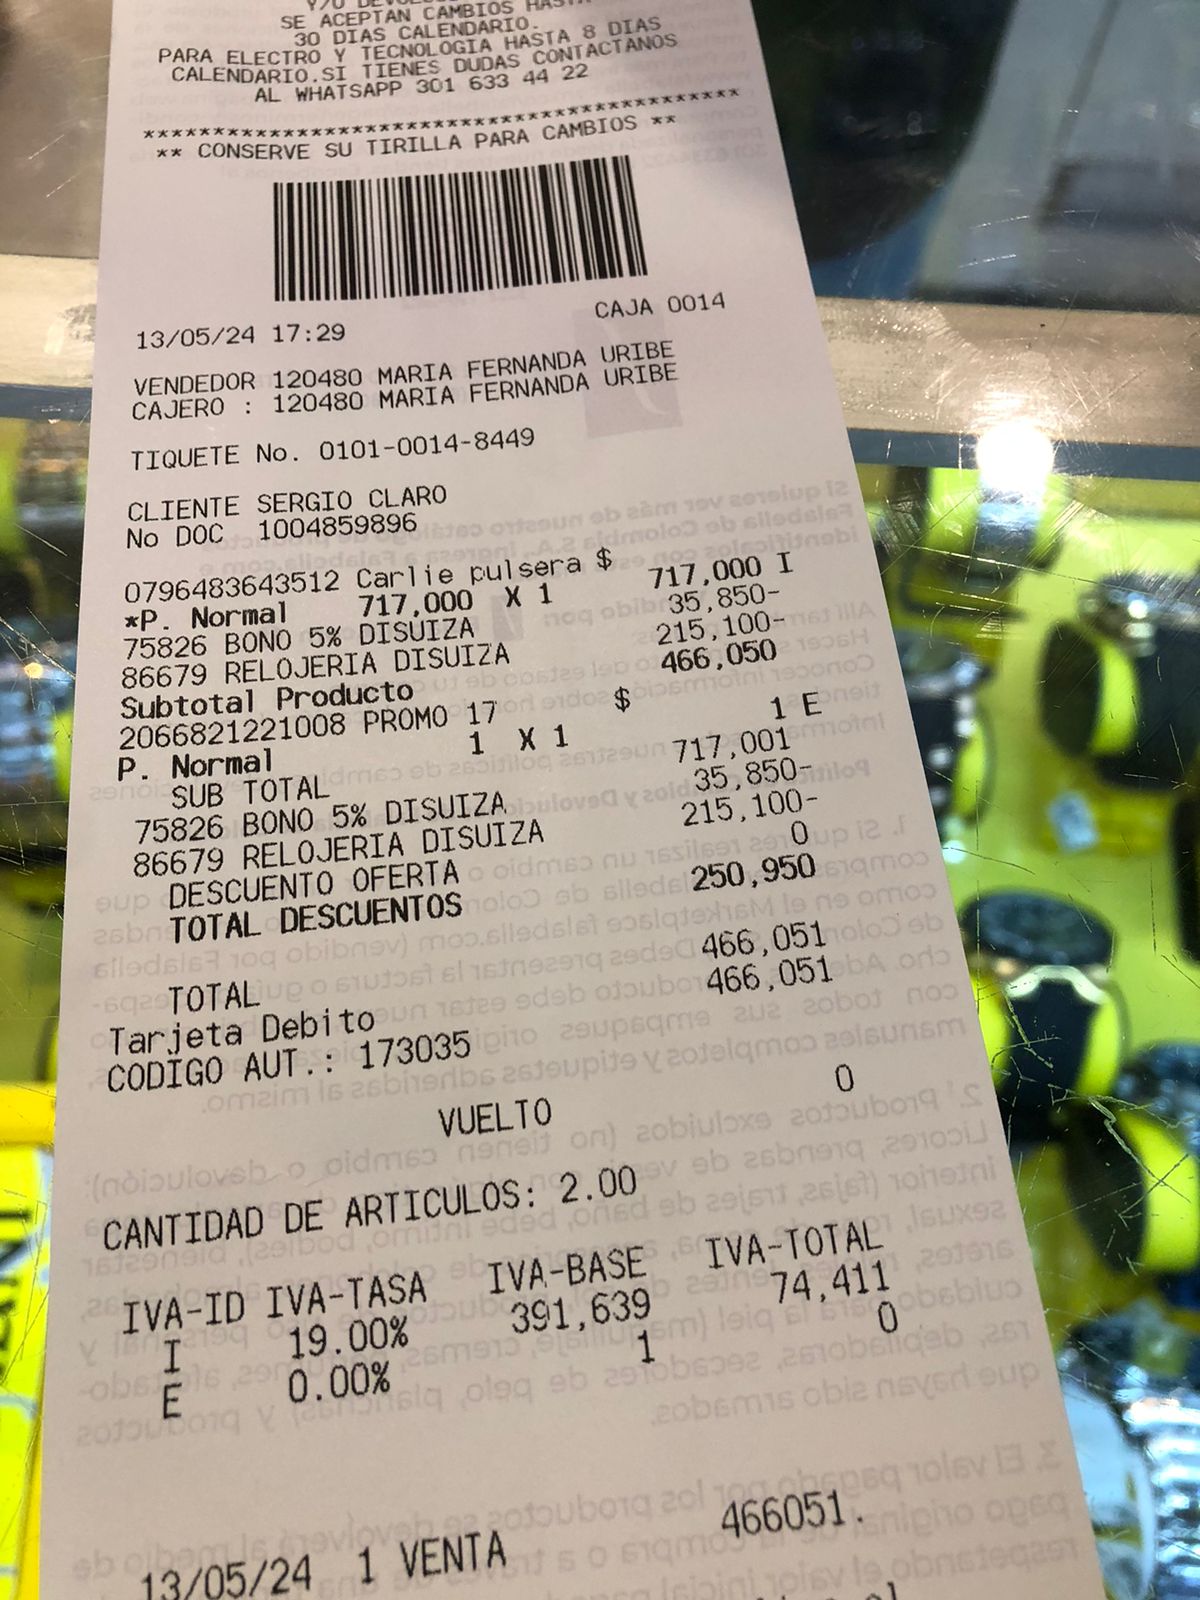 SE ACEPTAN CAMBIOS HASTA
30 DIAS CALENDARIO.
PARA ELECTRO Y TECNOLOGIA HASTA 8 DIAS
CALENDARIO.SI TIENES DUDAS CONTACTANOS
AL WHATSAPP 301 633 44 22
******************************************
** CONSERVE SU TIRILLA PARA CAMBIOS **
13/05/24 17:29 CAJA 0014
VENDEDOR 120480 MARIA FERNANDA URIBE
CAJERO : 120480 MARIA FERNANDA URIBE
TIQUETE No. 0101-0014-8449
CLIENTE SERGIO CLARO
No DOC 1004859896
0796483643512 Carlie pulsera $ 717,000 I
*P. Normal 717,000 X 1
75826 BONO 5% DISUIZA 35,850-
86679 RELOJERIA DISUIZA 215,100-
Subtotal Producto 466,050
2066821221008 PROMO 17 $ 1 E
P. Normal 1 X 1
SUB TOTAL 717,001
75826 BONO 5% DISUIZA 35,850-
86679 RELOJERIA DISUIZA 215,100-
DESCUENTO OFERTA 0
TOTAL DESCUENTOS 250,950
TOTAL 466,051
Tarjeta Debito 466,051
CODIGO AUT.: 173035
VUELTO 0
CANTIDAD DE ARTICULOS: 2.00
IVA-ID IVA-TASA IVA-BASE IVA-TOTAL
I 19.00% 391,639 74,411
E 0.00% 1 0
13/05/24 1 VENTA 466051.